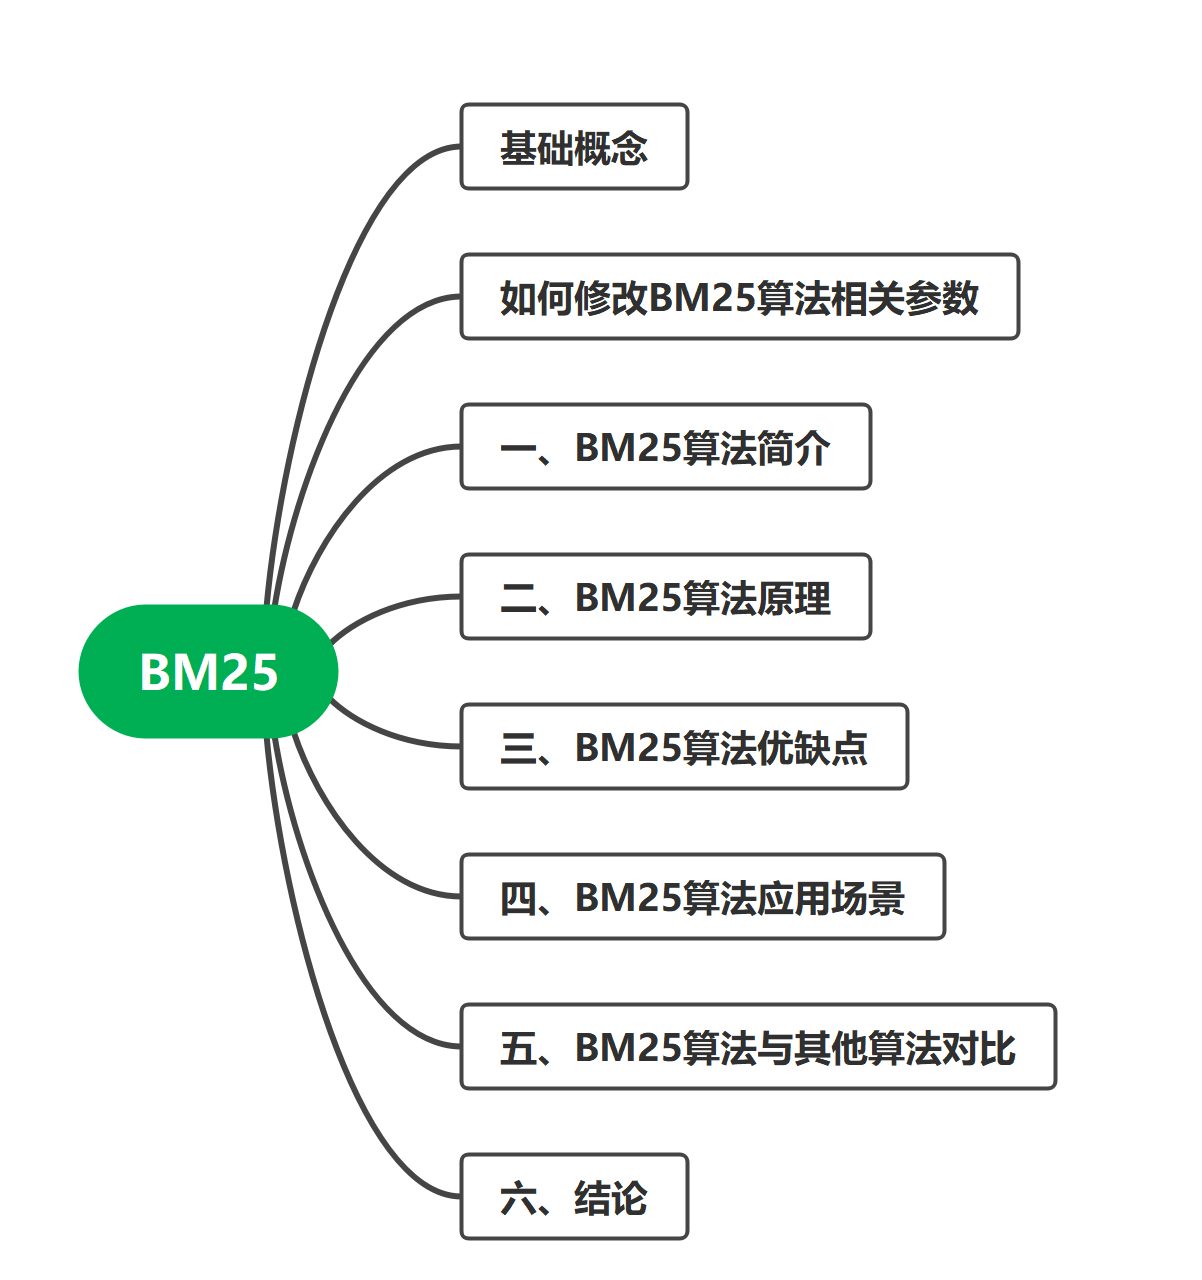 基础概念
如何修改BM25算法相关参数
一、BM25算法简介
二、BM25算法原理
BM25
三、BM25算法优缺点
四、BM25算法应用场景
五、BM25算法与其他算法对比
六、结论